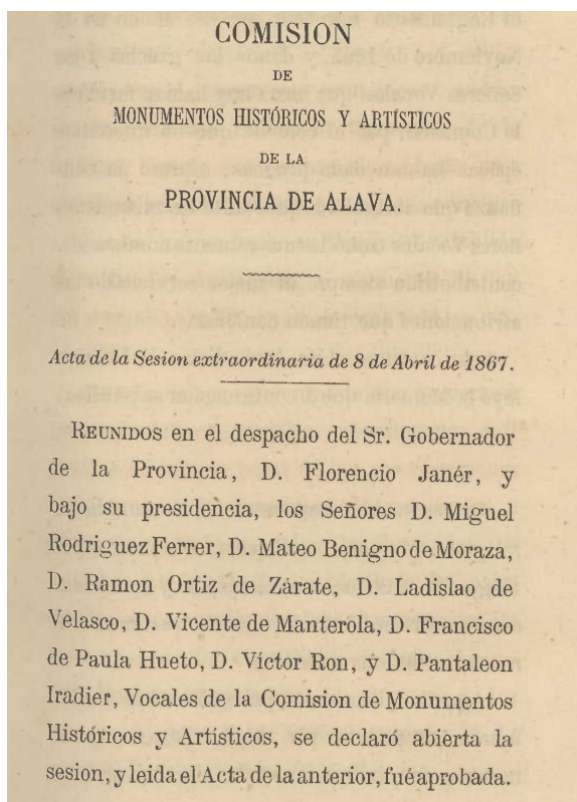 COMISION
DE
MONUMENTOS HISTÓRICOS Y ARTÍSTICOS
DE LA
PROVINCIA DE ALAVA.
Acta de la Sesion extraordinaria de 8 de Abril de 1867.
REUNIDOS en el despacho del Sr. Gobernador
de la Provincia, D. Florencio Janér, y
bajo su presidencia, los Señores D. Miguel
Rodriguez Ferrer, D. Mateo Benigno de Moraza,
D. Ramon Ortiz de Zárate, D. Ladislao de
Velasco, D. Vicente de Manterola, D. Francisco
de Paula Hueto, D. Víctor Ron, y D. Pantaleon
Iradier, Vocales de la Comision de Monumentos
Históricos y Artísticos, se declaró abierta la
sesion, y leida el Acta de la anterior, fué aprobada.